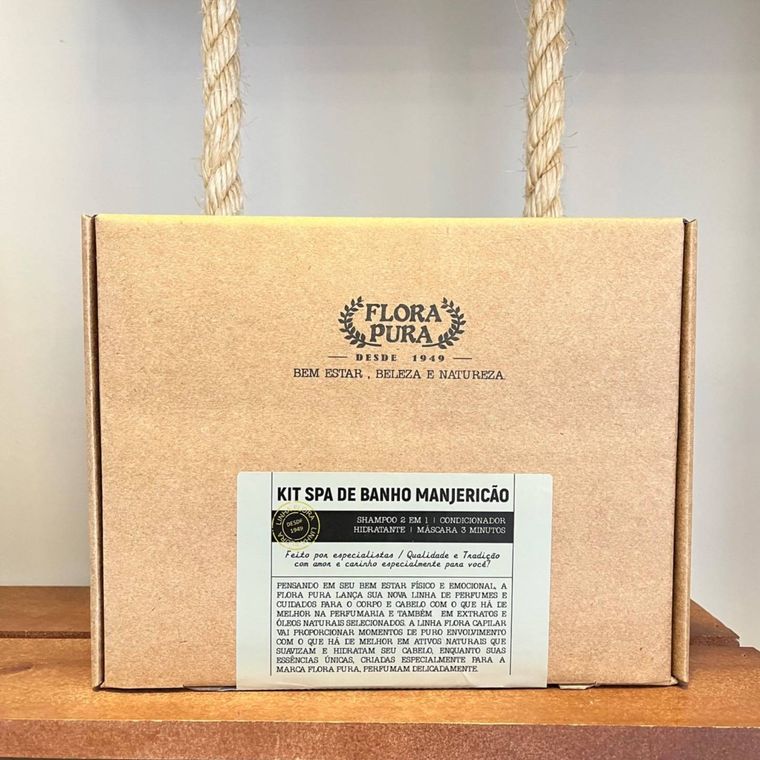 FLORA
PURA
DESDE 1949
BEM ESTAR , BELEZA E NATUREZA
KIT SPA DE BANHO MANJERICÃO
SHAMPOO 2 EM 1 | CONDICIONADOR
HIDRATANTE | MÁSCARA 3 MINUTOS
DESDE
1949
Feito por especialistas / Qualidade e Tradição
com amor e carinho especialmente para você!
PENSANDO EM SEU BEM ESTAR FÍSICO E EMOCIONAL, A
FLORA PURA LANÇA SUA NOVA LINHA DE PERFUMES E
CUIDADOS PARA O CORPO E CABELO COM O QUE HÁ DE
MELHOR NA PERFUMARIA E TAMBÉM EM EXTRATOS E
ÓLEOS NATURAIS SELECIONADOS. A LINHA FLORA CAPILAR
VAI PROPORCIONAR MOMENTOS DE PURO ENVOLVIMENTO
COM O QUE HÁ DE MELHOR EM ATIVOS NATURAIS QUE
SUAVIZAM E HIDRATAM SEU CABELO, ENQUANTO SUAS
ESSÊNCIAS ÚNICAS, CRIADAS ESPECIALMENTE PARA A
MARCA FLORA PURA, PERFUMAM DELICADAMENTE.